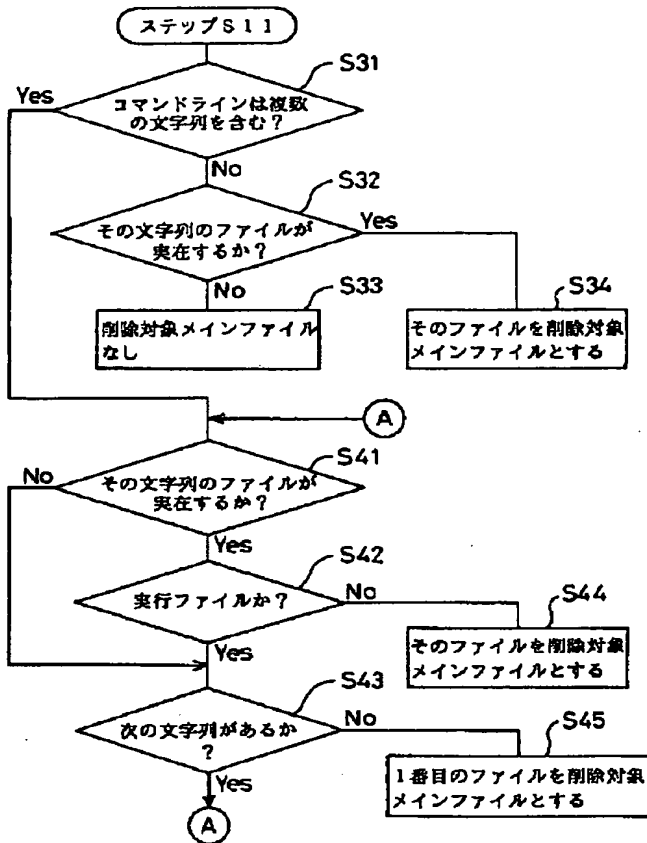 ステップS11
S31
Yes
コマンドラインは複数
の文字列を含む?
No
S32
その文字列のファイルが
実在するか?
Yes
No
S33
S34
削除対象メインファイル
なし
そのファイルを削除対象
メインファイルとする
A
S41
No
その文字列のファイルが
実在するか?
Yes
S42
実行ファイルか?
No
S44
Yes
そのファイルを削除対象
メインファイルとする
S43
次の文字列があるか
?
No
S45
Yes
1番目のファイルを削除対象
メインファイルとする
A